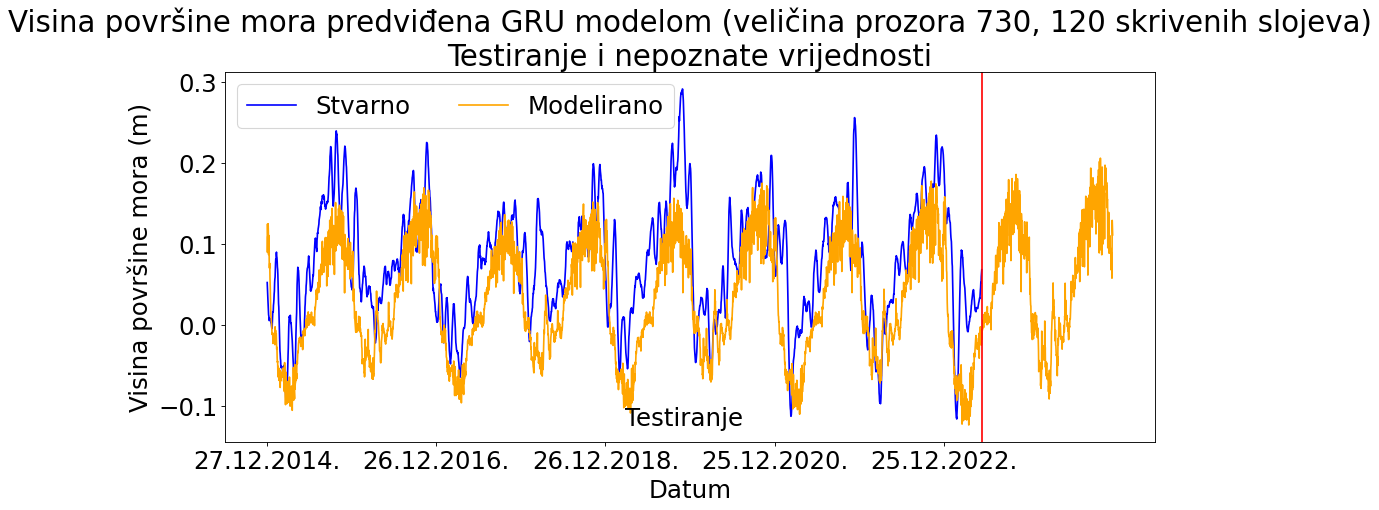 Visina površine mora predviđena GRU modelom (veličina prozora 730, 120 skrivenih slojeva)
Testiranje i nepoznate vrijednosti
Stvarno
Modelirano
Visina površine mora (m)
0.3
0.2
0.1
0.0
−0.1
Testiranje
27.12.2014.
26.12.2016.
26.12.2018.
25.12.2020.
25.12.2022.
Datum